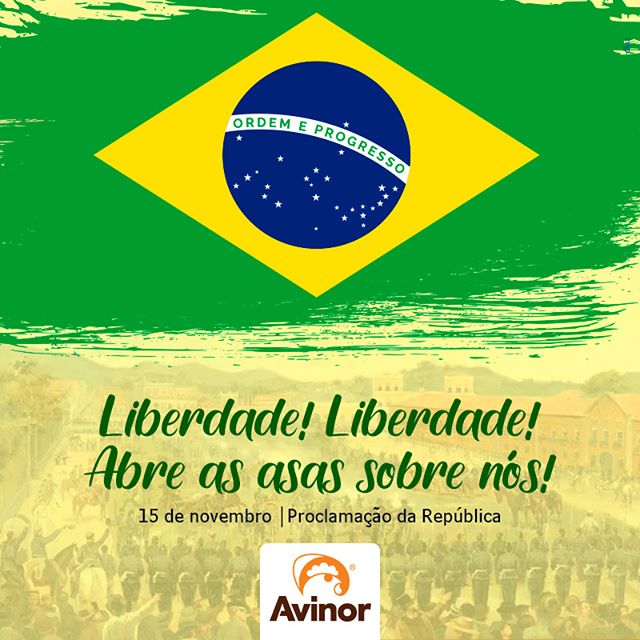 ORDEM E PROGRESSO
Liberdade! Liberdade!
Abre as asas sobre nós!
15 de novembro |Proclamação da República
®
Avinor